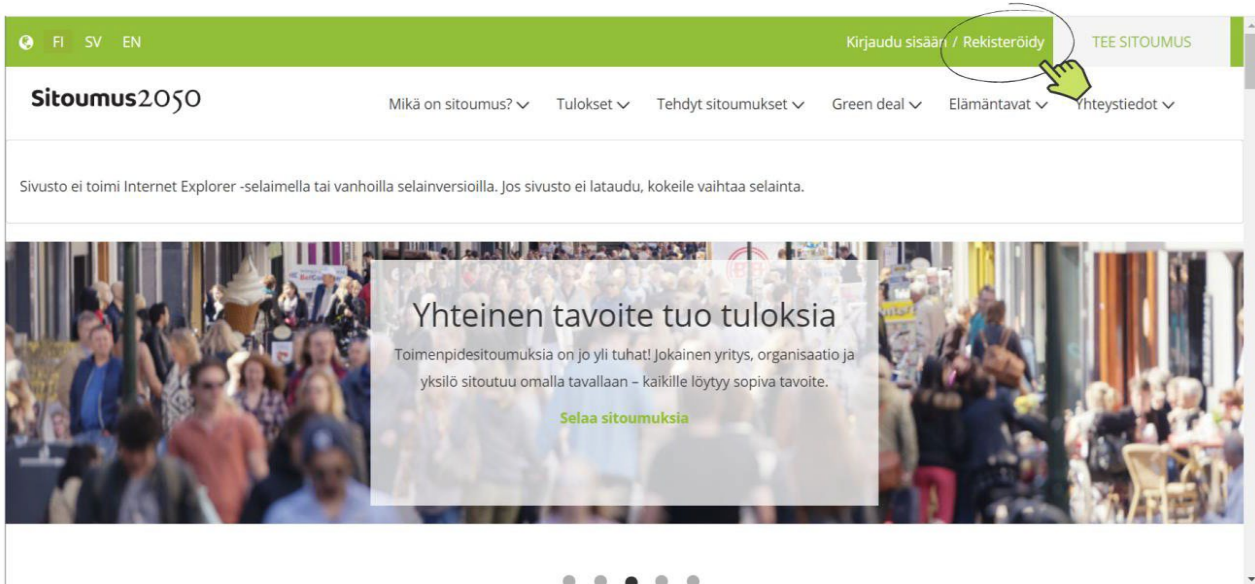 FI SV EN Kirjaudu sisään / Rekisteröidy TEE SITOUMUS
Sitoumus2050 Mikä on sitoumus? Tulokset Tehdyt sitoumukset Green deal Elämäntavat Yhteystiedot
Sivusto ei toimi Internet Explorer -selaimella tai vanhoilla selainversioilla. Jos sivusto ei lataudu, kokeile vaihtaa selainta.
Yhteinen tavoite tuo tuloksia
Toimenpidesitoumuksia on jo yli tuhat! Jokainen yritys, organisaatio ja
yksilö sitoutuu omalla tavallaan – kaikille löytyy sopiva tavoite.
Selaa sitoumuksia